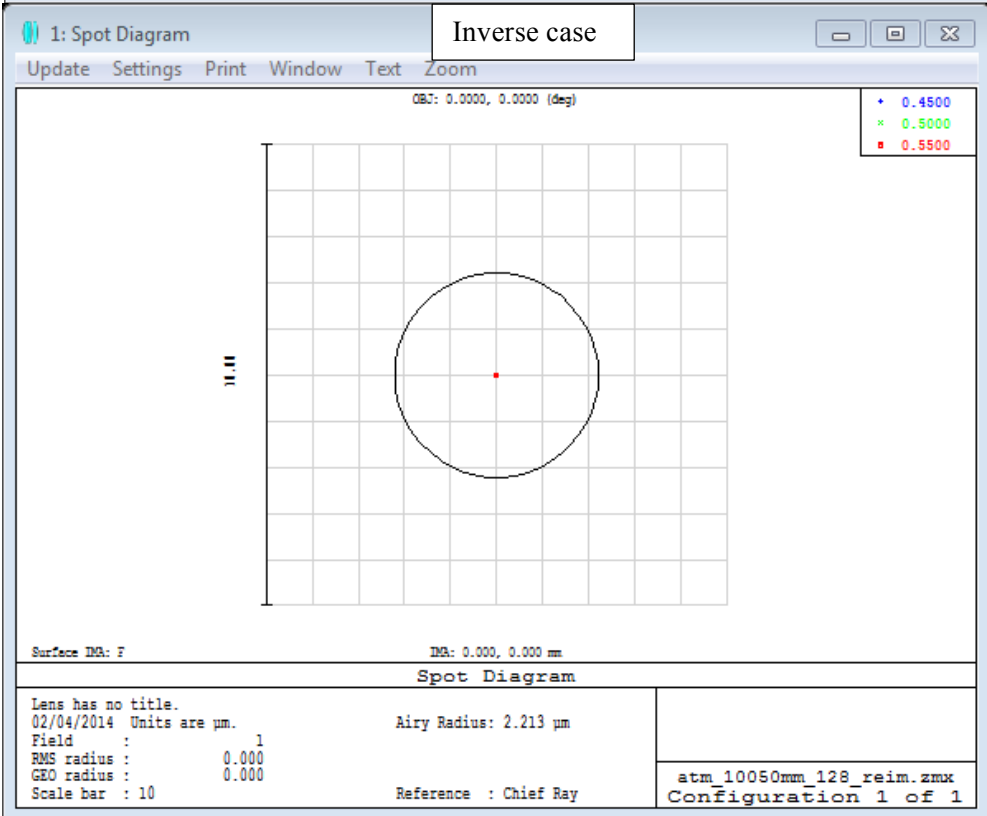 1: Spot Diagram
Inverse case
Update Settings Print Window Text Zoom
OBJ: 0.0000, 0.0000 (deg)
0.4500
0.5000
0.5500
Surface IMA: F
IMA: 0.000, 0.000 mm
Spot Diagram
Lens has no title.
02/04/2014 Units are µm.
Airy Radius: 2.213 µm
Field : 1
RMS radius : 0.000
GEO radius : 0.000
Scale bar : 10
Reference : Chief Ray
atm_10050mm_128_reim.zmx
Configuration 1 of 1